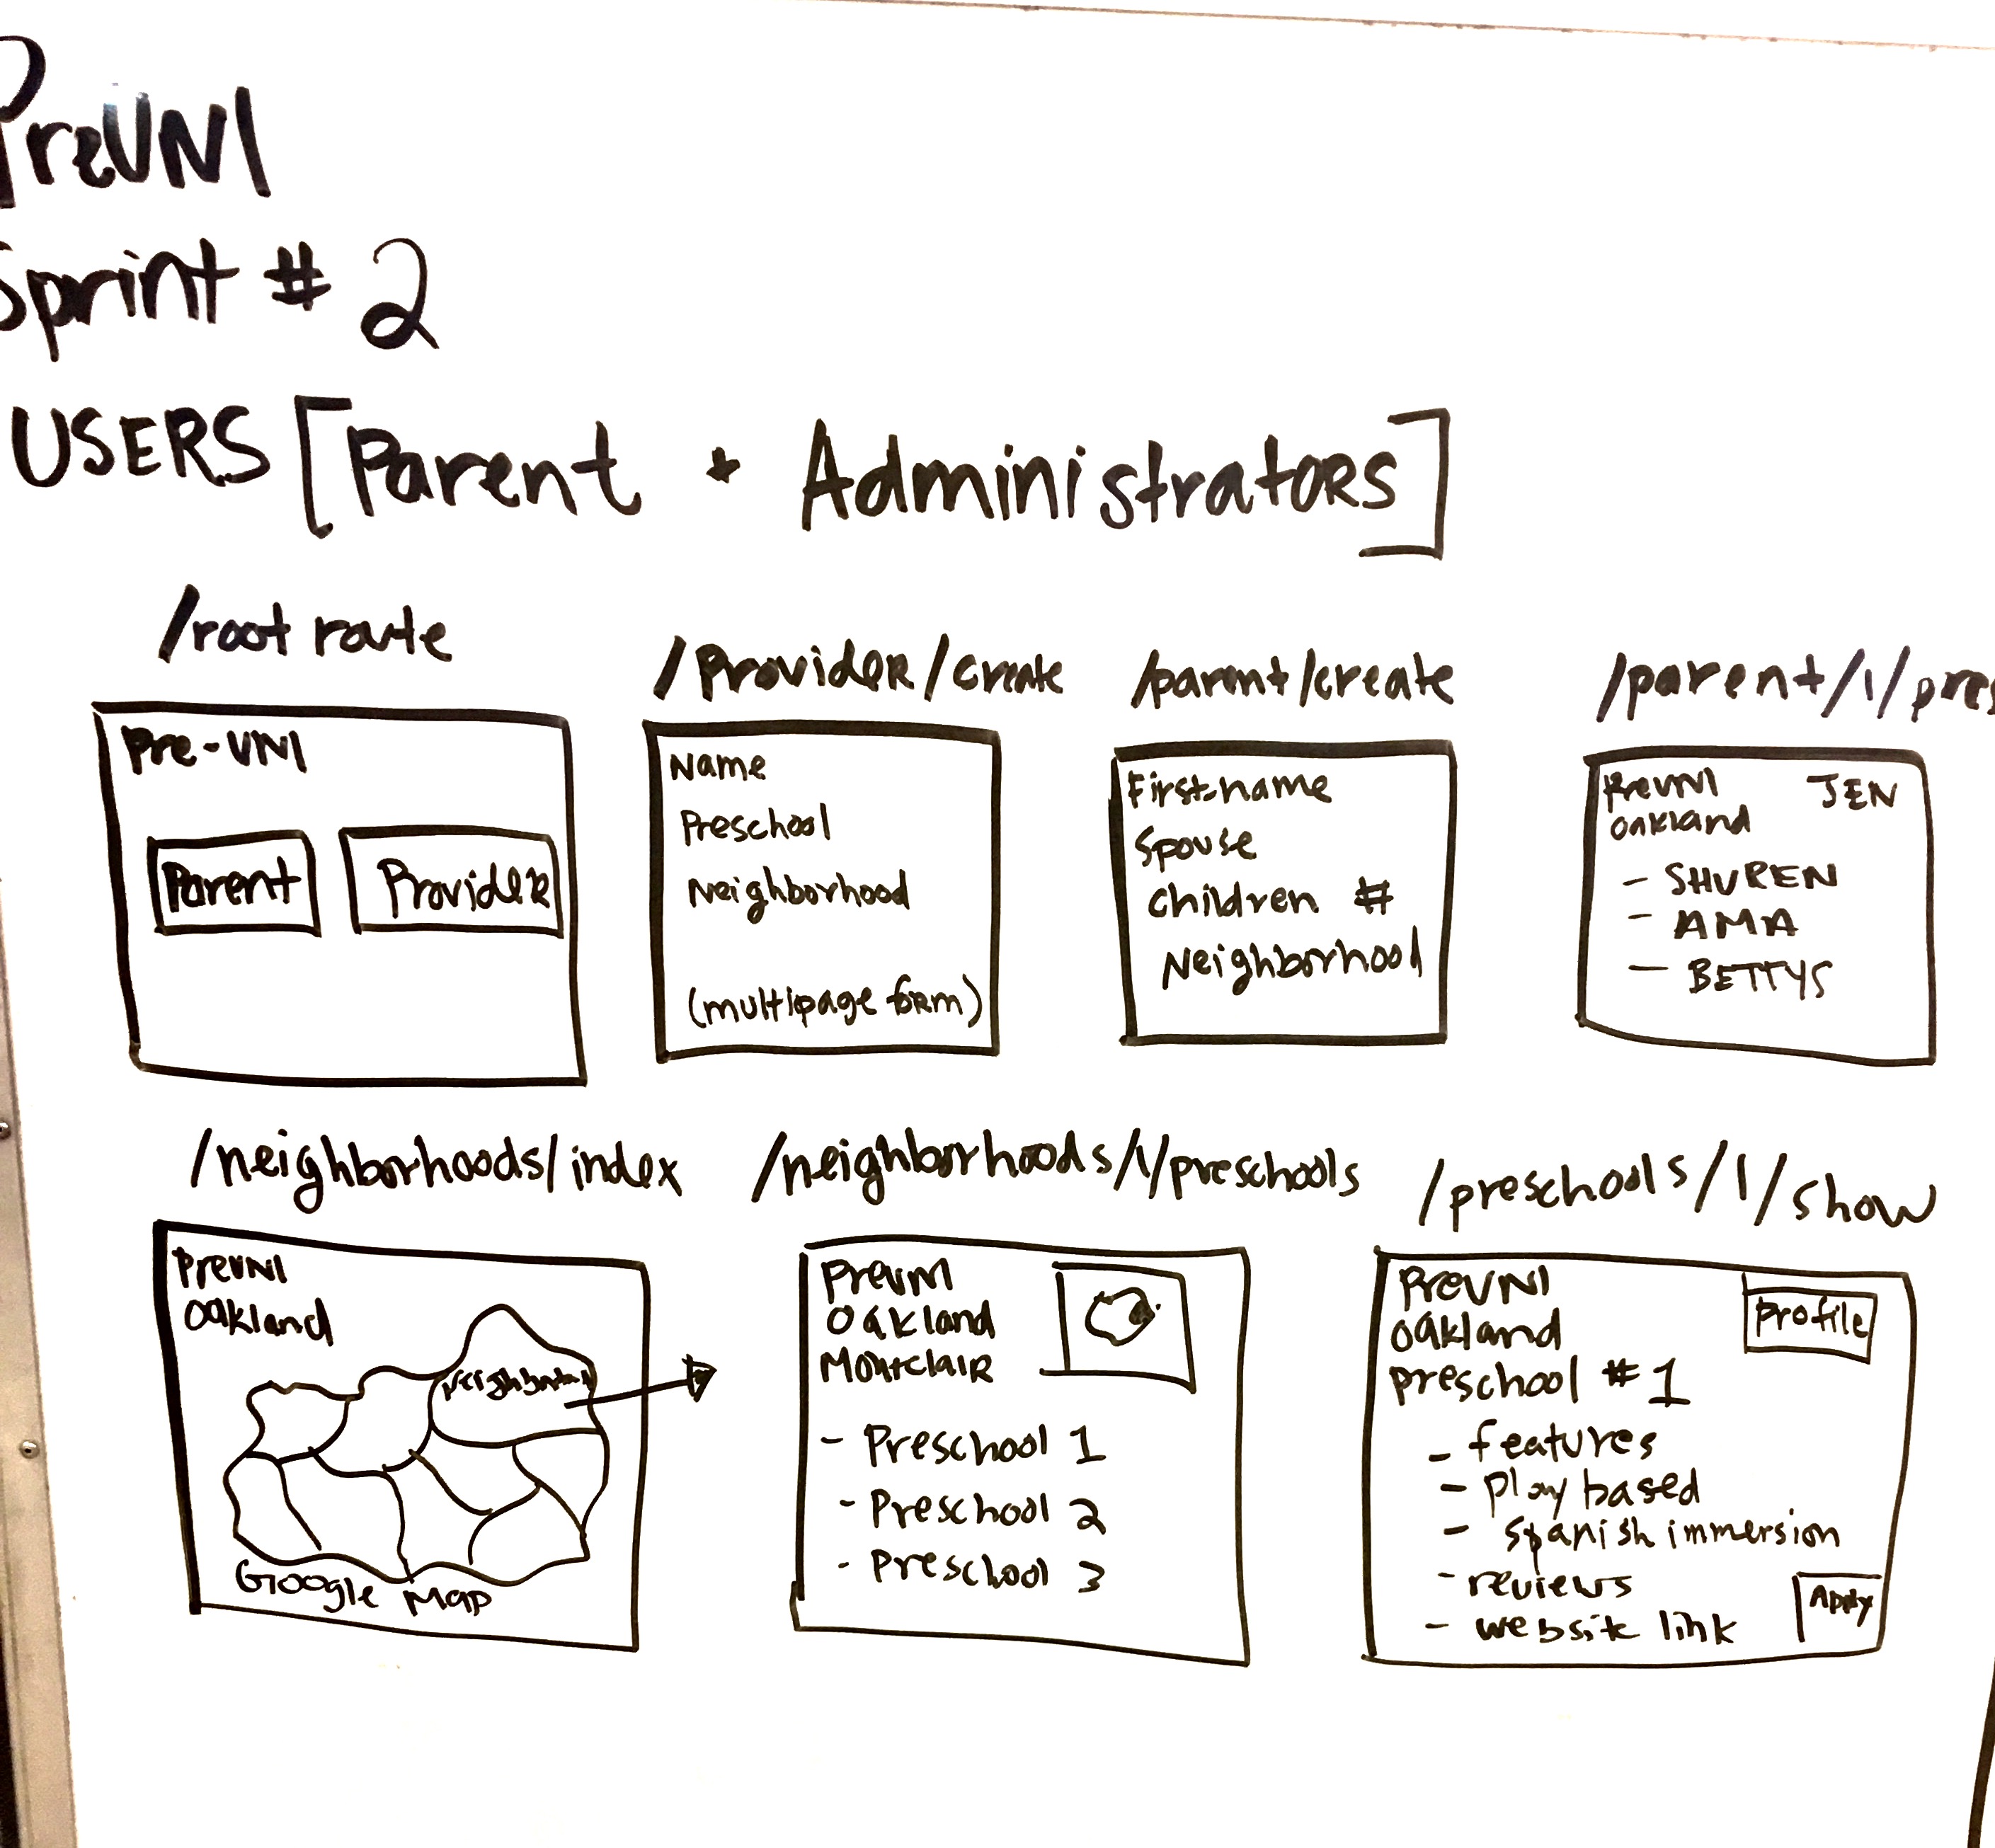 PreUNI
Sprint # 2
USERS [Parent + Administrators]
/root route
Pre-UNI
Parent
Provider
/Provider/create
Name
Preschool
Neighborhood
(multipage form)
/parent/create
First-name
Spouse
Children #
Neighborhood
/parent/1/pres
PreUNI
Oakland
JEN
- SHUREN
- AMA
- BETTYS
/neighborhoods/index
PreUNI
Oakland
Neighborhood
Google Map
/neighborhoods/1/preschools
PreUNI
Oakland
Montclair
- Preschool 1
- Preschool 2
- Preschool 3
/preschools/1/show
PreUNI
Oakland
Preschool #1
Profile
- features
- play based
- Spanish immersion
- reviews
- website link
Apply